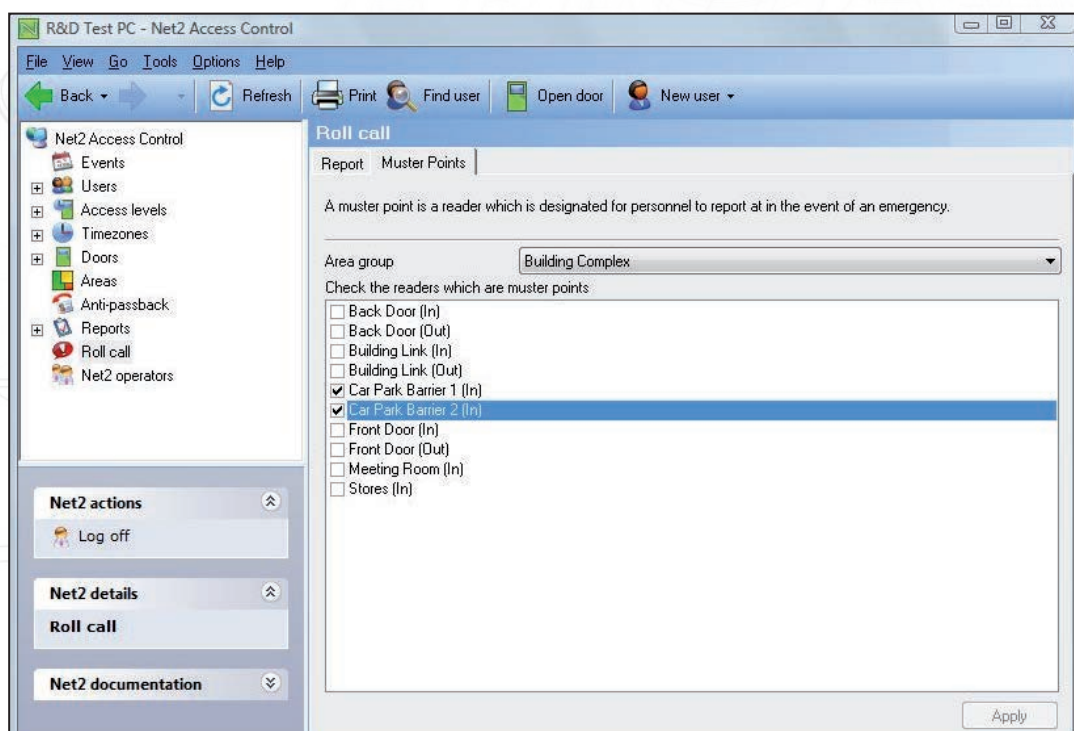 R&D Test PC - Net2 Access Control
File View Go Tools Options Help
Back Refresh Print Find user Open door New user
Net2 Access Control
Events
Users
Access levels
Timezones
Doors
Areas
Anti-passback
Reports
Roll call
Net2 operators
Net2 actions
Log off
Net2 details
Roll call
Net2 documentation
Roll call
Report Muster Points
A muster point is a reader which is designated for personnel to report at in the event of an emergency.
Area group Building Complex
Check the readers which are muster points
Back Door (In)
Back Door (Out)
Building Link (In)
Building Link (Out)
Car Park Barrier 1 (In)
Car Park Barrier 2 (In)
Front Door (In)
Front Door (Out)
Meeting Room (In)
Stores (In)
Apply